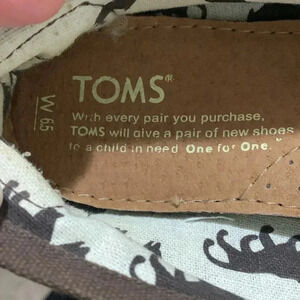 TOMS®
W 6.5
With every pair you purchase,
TOMS will give a pair of new shoes
to a child in need. One for One.™